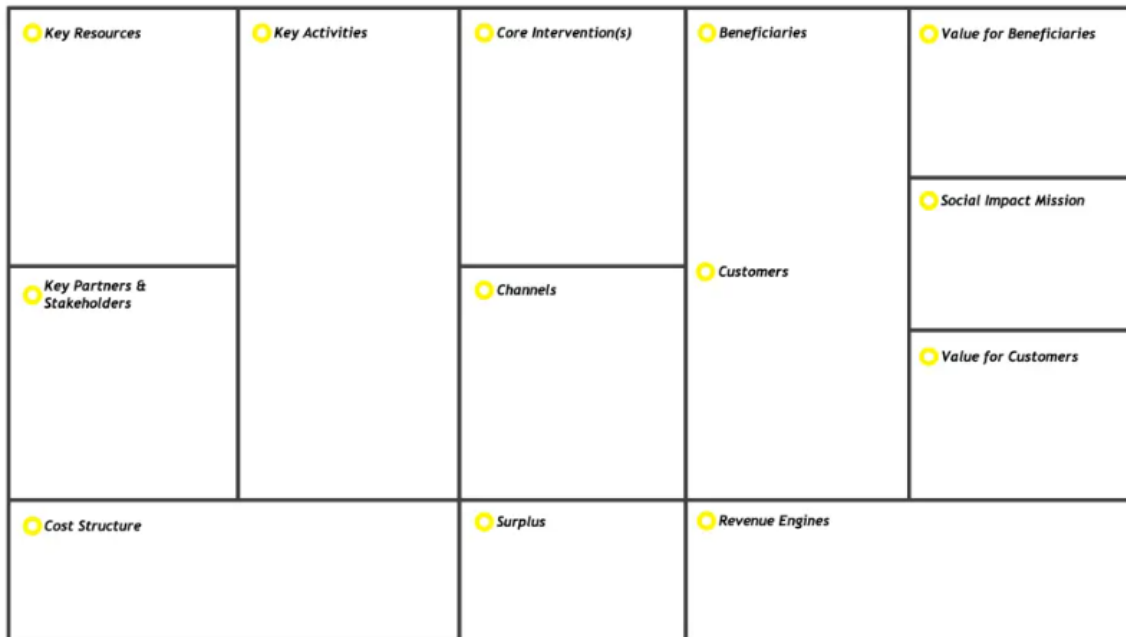 Key Resources
Key Activities
Core Intervention(s)
Beneficiaries
Value for Beneficiaries
Social Impact Mission
Key Partners &
Stakeholders
Channels
Customers
Value for Customers
Cost Structure
Surplus
Revenue Engines